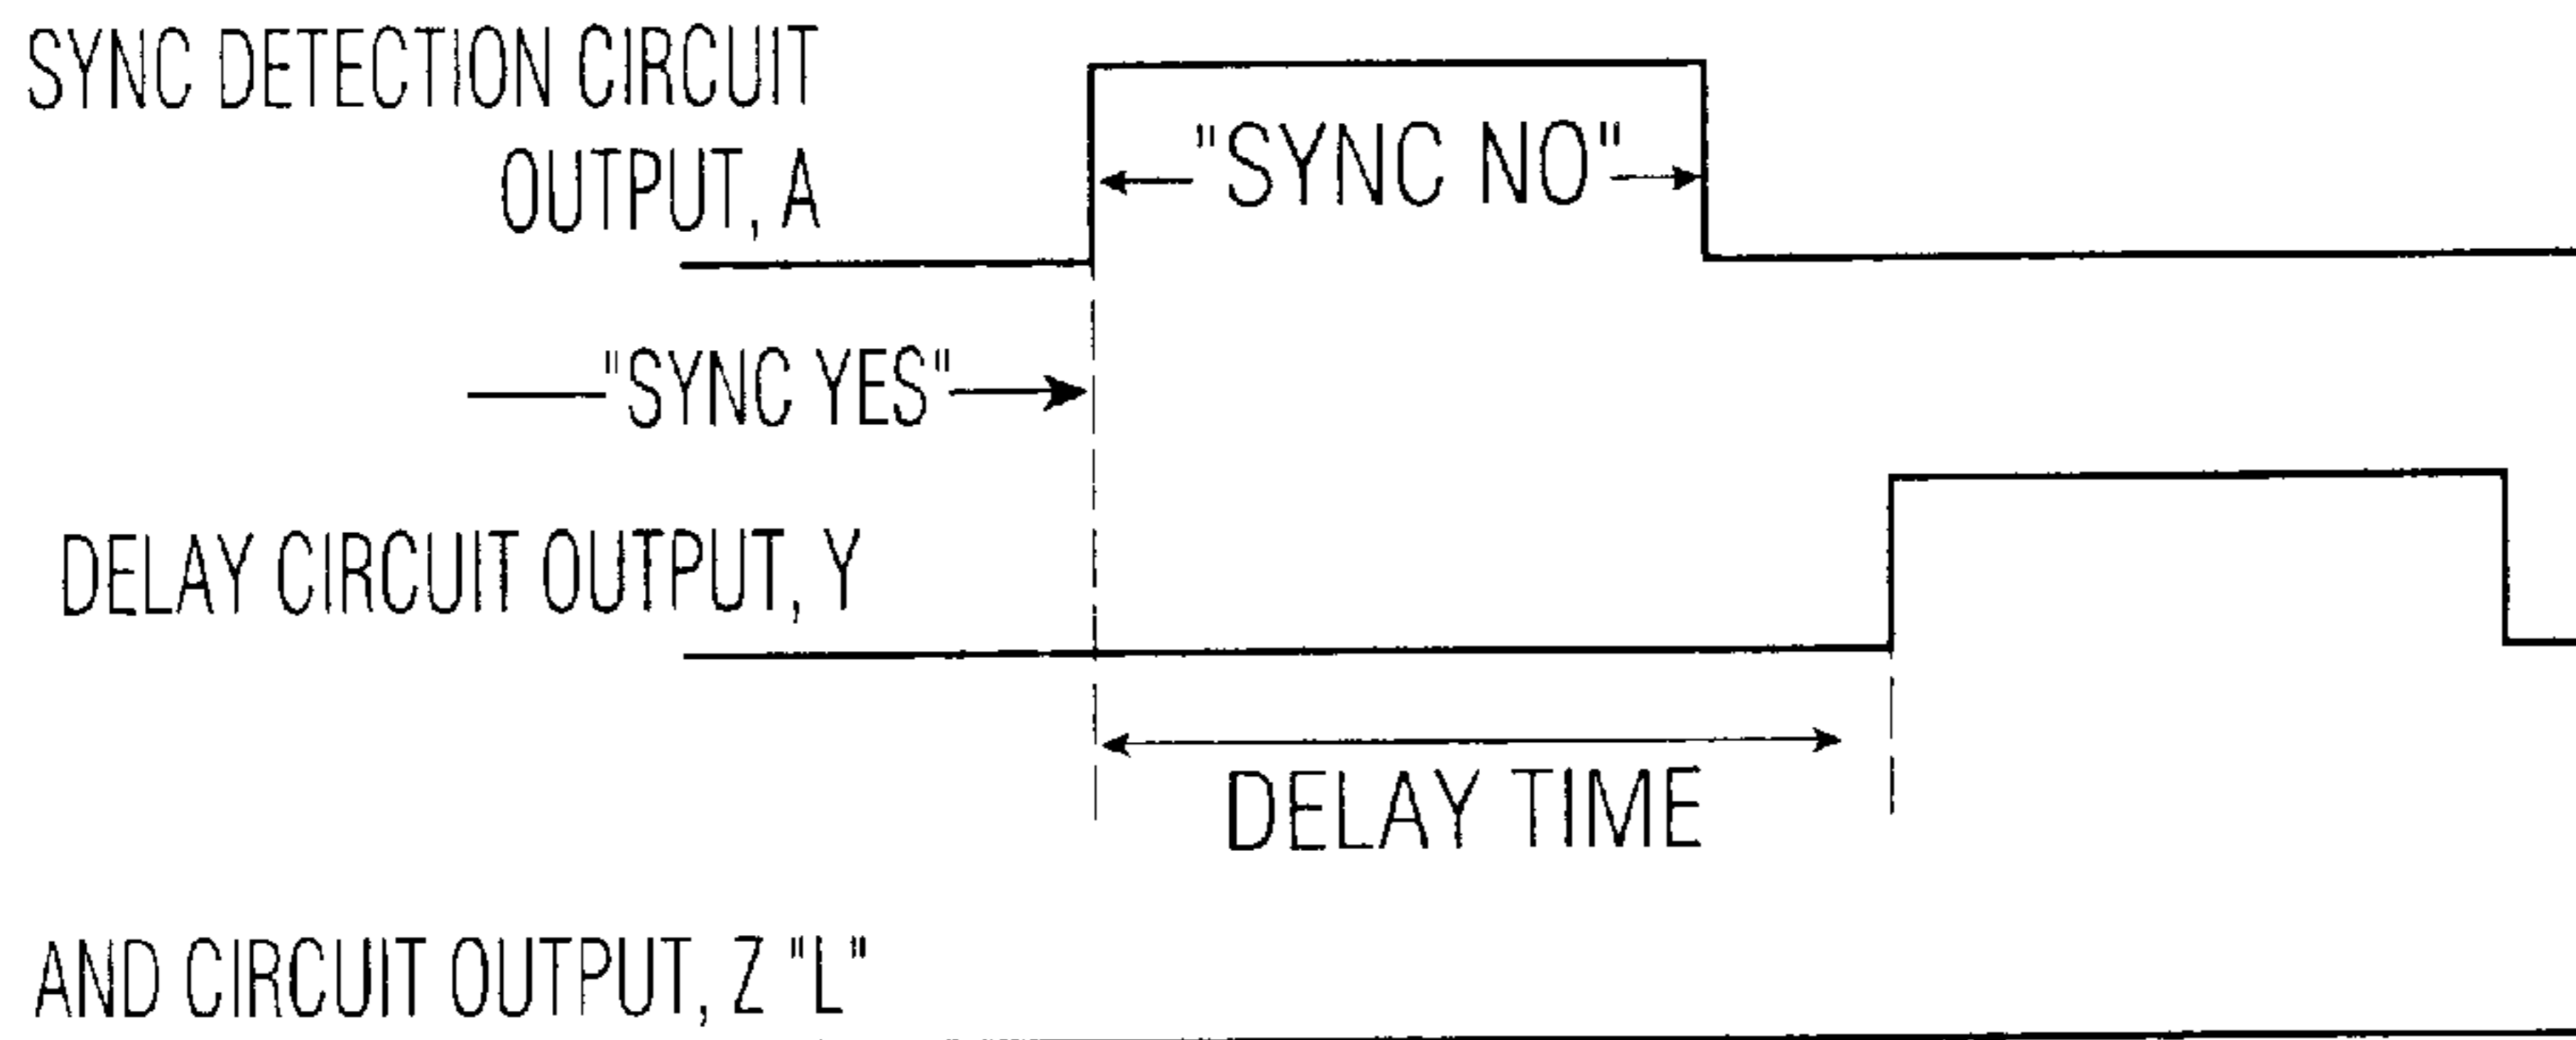 SYNC DETECTION CIRCUIT
OUTPUT, A
"SYNC NO"
"SYNC YES"
DELAY CIRCUIT OUTPUT, Y
DELAY TIME
AND CIRCUIT OUTPUT, Z "L"